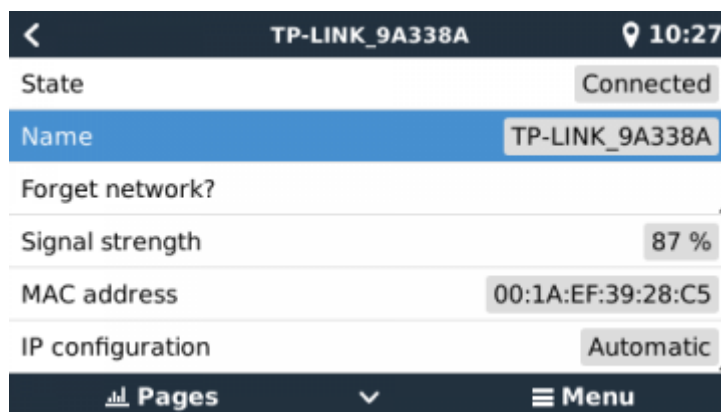 TP-LINK_9A338A 10:27
State Connected
Name TP-LINK_9A338A
Forget network?
Signal strength 87 %
MAC address 00:1A:EF:39:28:C5
IP configuration Automatic
Pages Menu